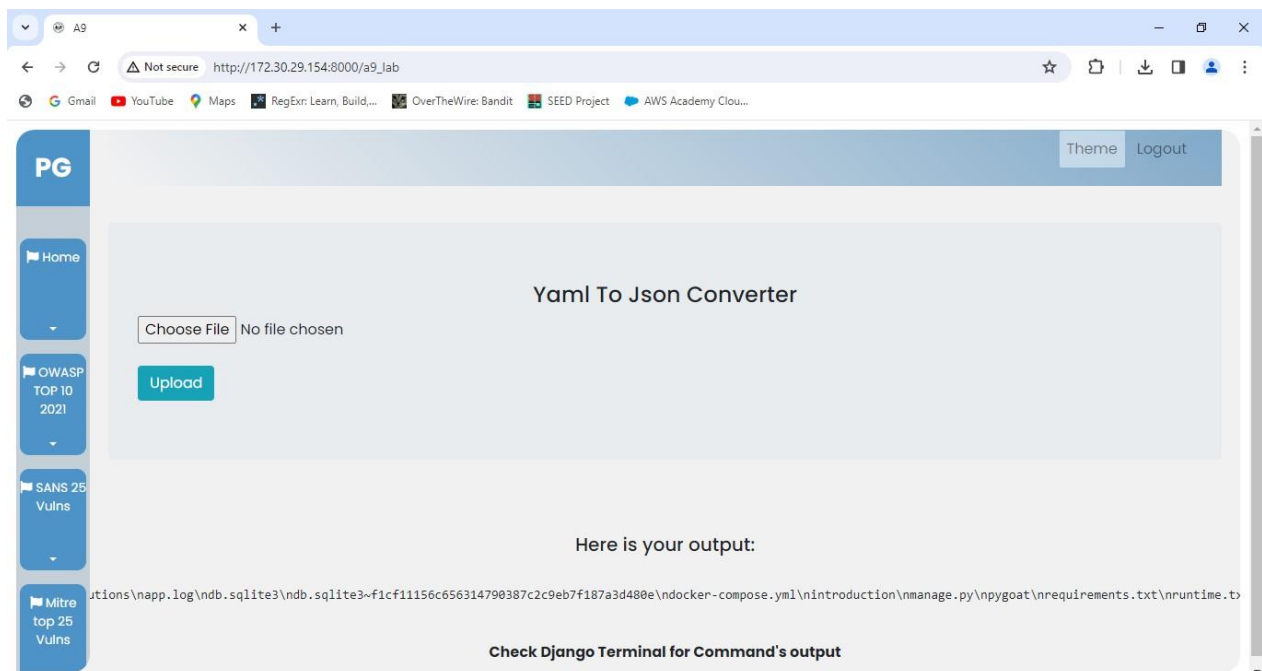 A9
Not secure http://172.30.29.154:8000/a9_lab
Gmail YouTube Maps RegExr: Learn, Build,... OverTheWire: Bandit SEED Project AWS Academy Clou...
PG
Theme Logout
Home
OWASP
TOP 10
2021
SANS 25
Vulns
Mitre
top 25
Vulns
Yaml To Json Converter
Choose File No file chosen
Upload
Here is your output:
utions\napp.log\ndb.sqlite3\ndb.sqlite3~f1cf11156c656314790387c2c9eb7f187a3d480e\ndocker-compose.yml\nintroduction\nmanage.py\npygoat\nrequirements.txt\nruntime.tx
Check Django Terminal for Command's output